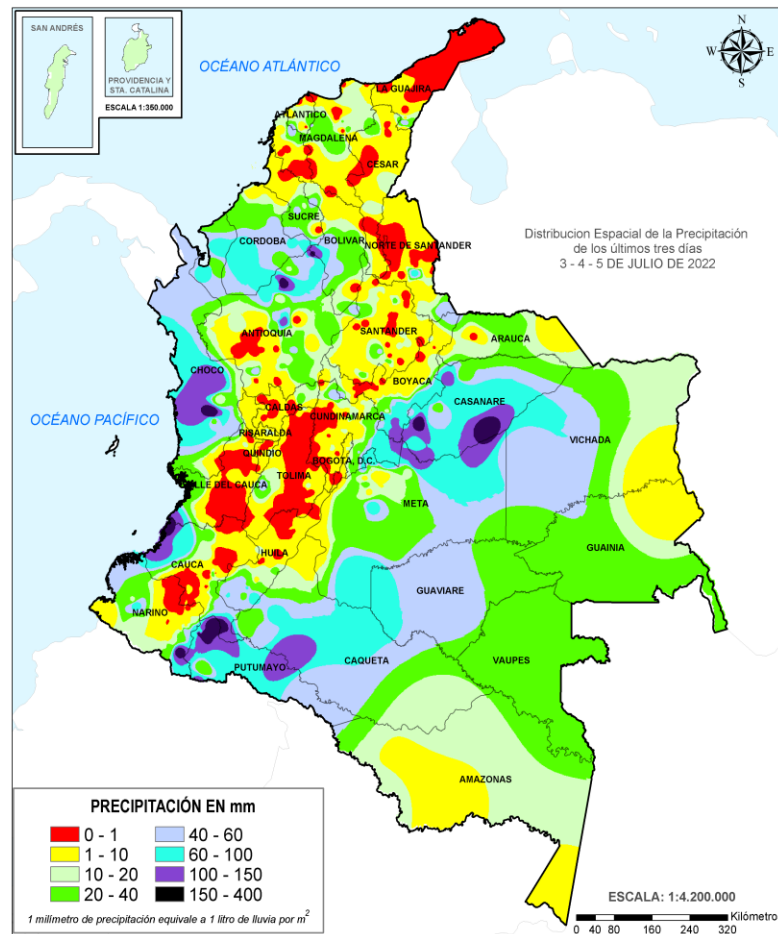 SAN ANDRÉS
PROVIDENCIA Y
STA. CATALINA
ESCALA 1:350.000
OCÉANO ATLÁNTICO
N
W
E
S
LA GUAJIRA
ATLANTICO
MAGDALENA
CESAR
SUCRE
CORDOBA
BOLIVAR
NORTE DE SANTANDER
Distribucion Espacial de la Precipitación
de los últimos tres días
3 - 4 - 5 DE JULIO DE 2022
ANTIOQUIA
SANTANDER
ARAUCA
CHOCO
BOYACA
CASANARE
OCÉANO PACÍFICO
CALDAS
CUNDINAMARCA
VICHADA
RISARALDA
QUINDIO
BOGOTA, D.C.
TOLIMA
VALLE DEL CAUCA
META
GUAINIA
HUILA
CAUCA
GUAVIARE
NARINO
PUTUMAYO
CAQUETA
VAUPES
AMAZONAS
PRECIPITACIÓN EN mm
0 - 1
40 - 60
1 - 10
60 - 100
10 - 20
100 - 150
20 - 40
150 - 400
1 milímetro de precipitación equivale a 1 litro de lluvia por m2
ESCALA: 1:4.200.000
Kilómetro
0 40 80 160 240 320